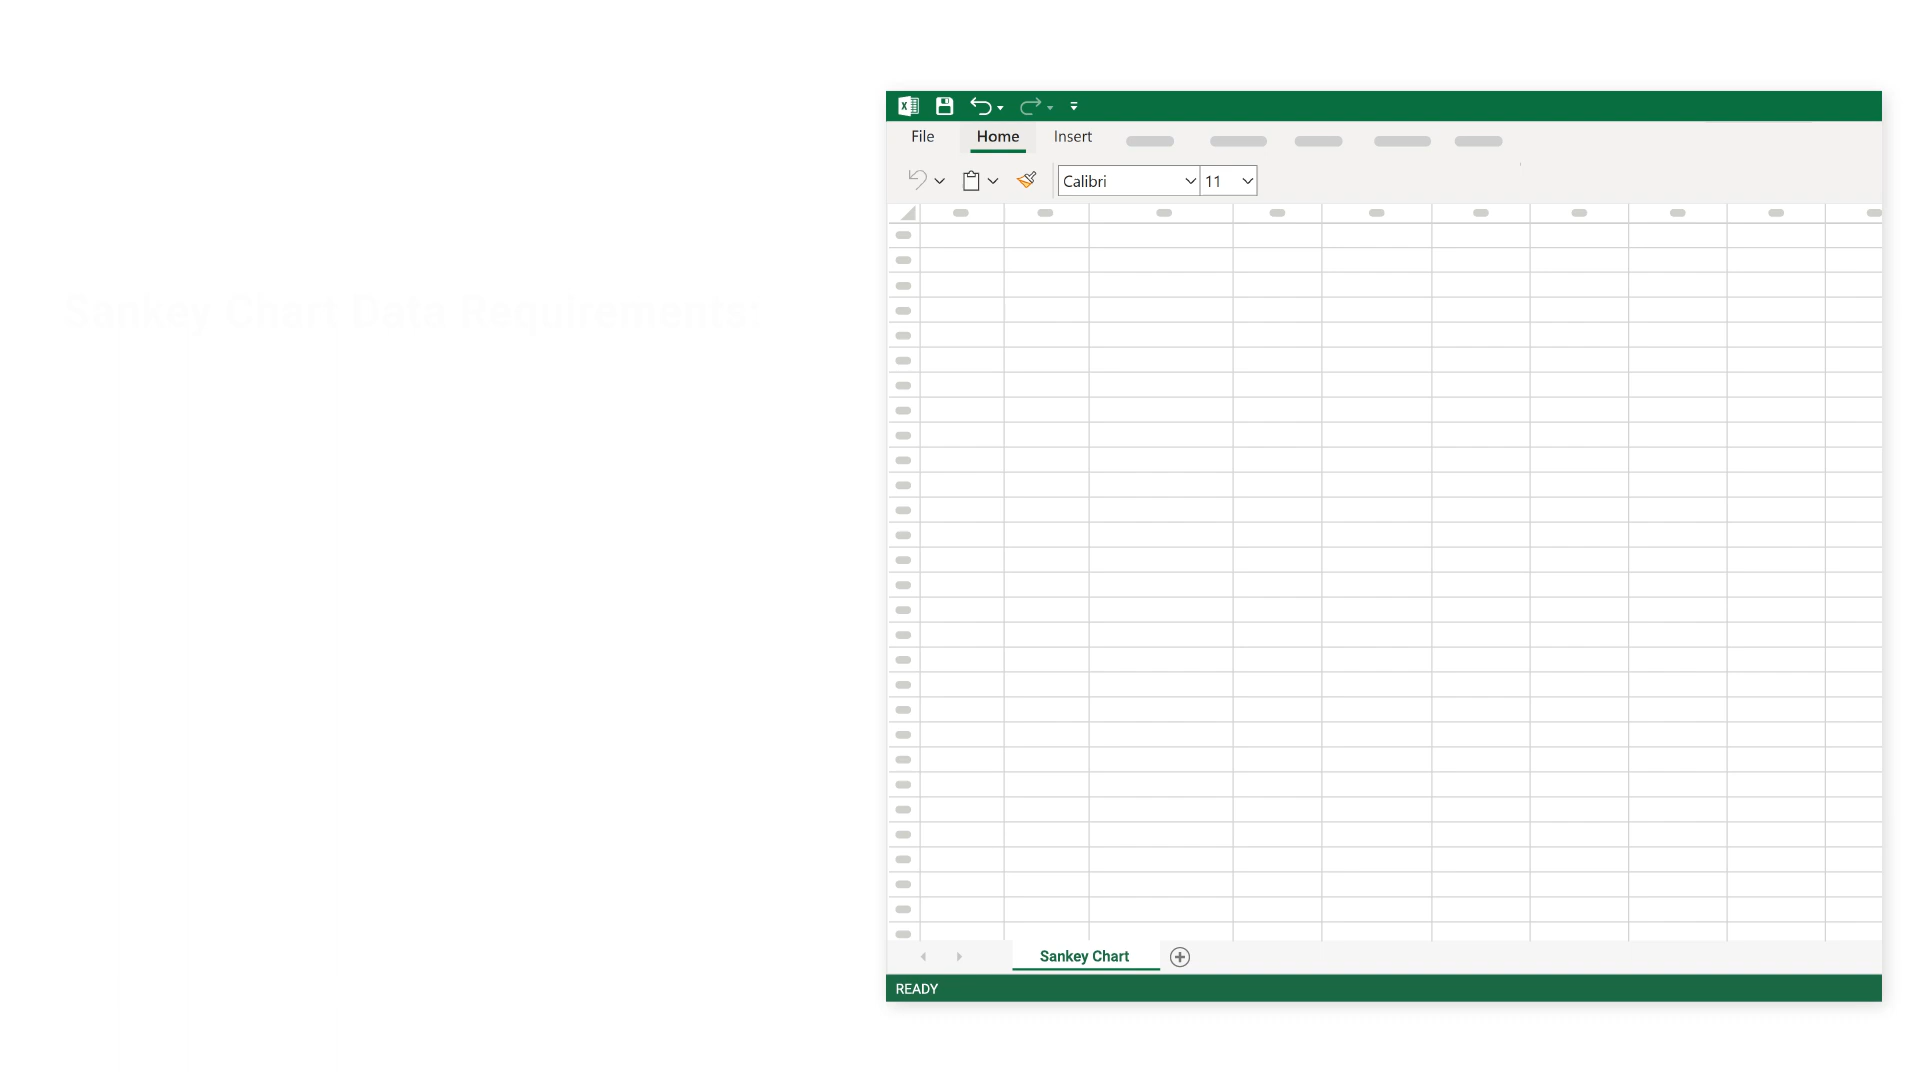 Sankey Chart Data Requirements:
File Home Insert
Calibri 11
Sankey Chart
READY